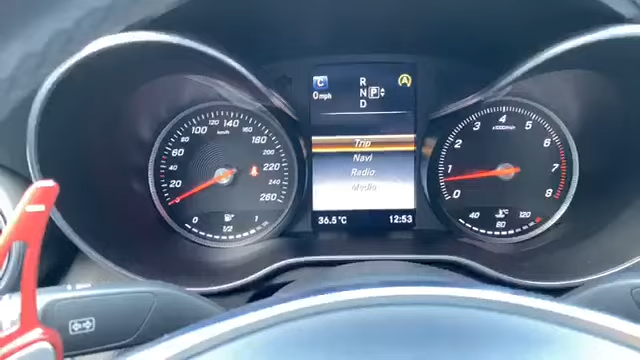 20 40 60 80 100 120 140 160 180 200 220 240 260
km/h
0 1/2 1
C
0 mph
R
N P
D
A
Trip
Navi
Radio
Media
36.5°C 12:53
0 1 2 3 4 5 6 7 8
x1000/min
40 80 120
°C